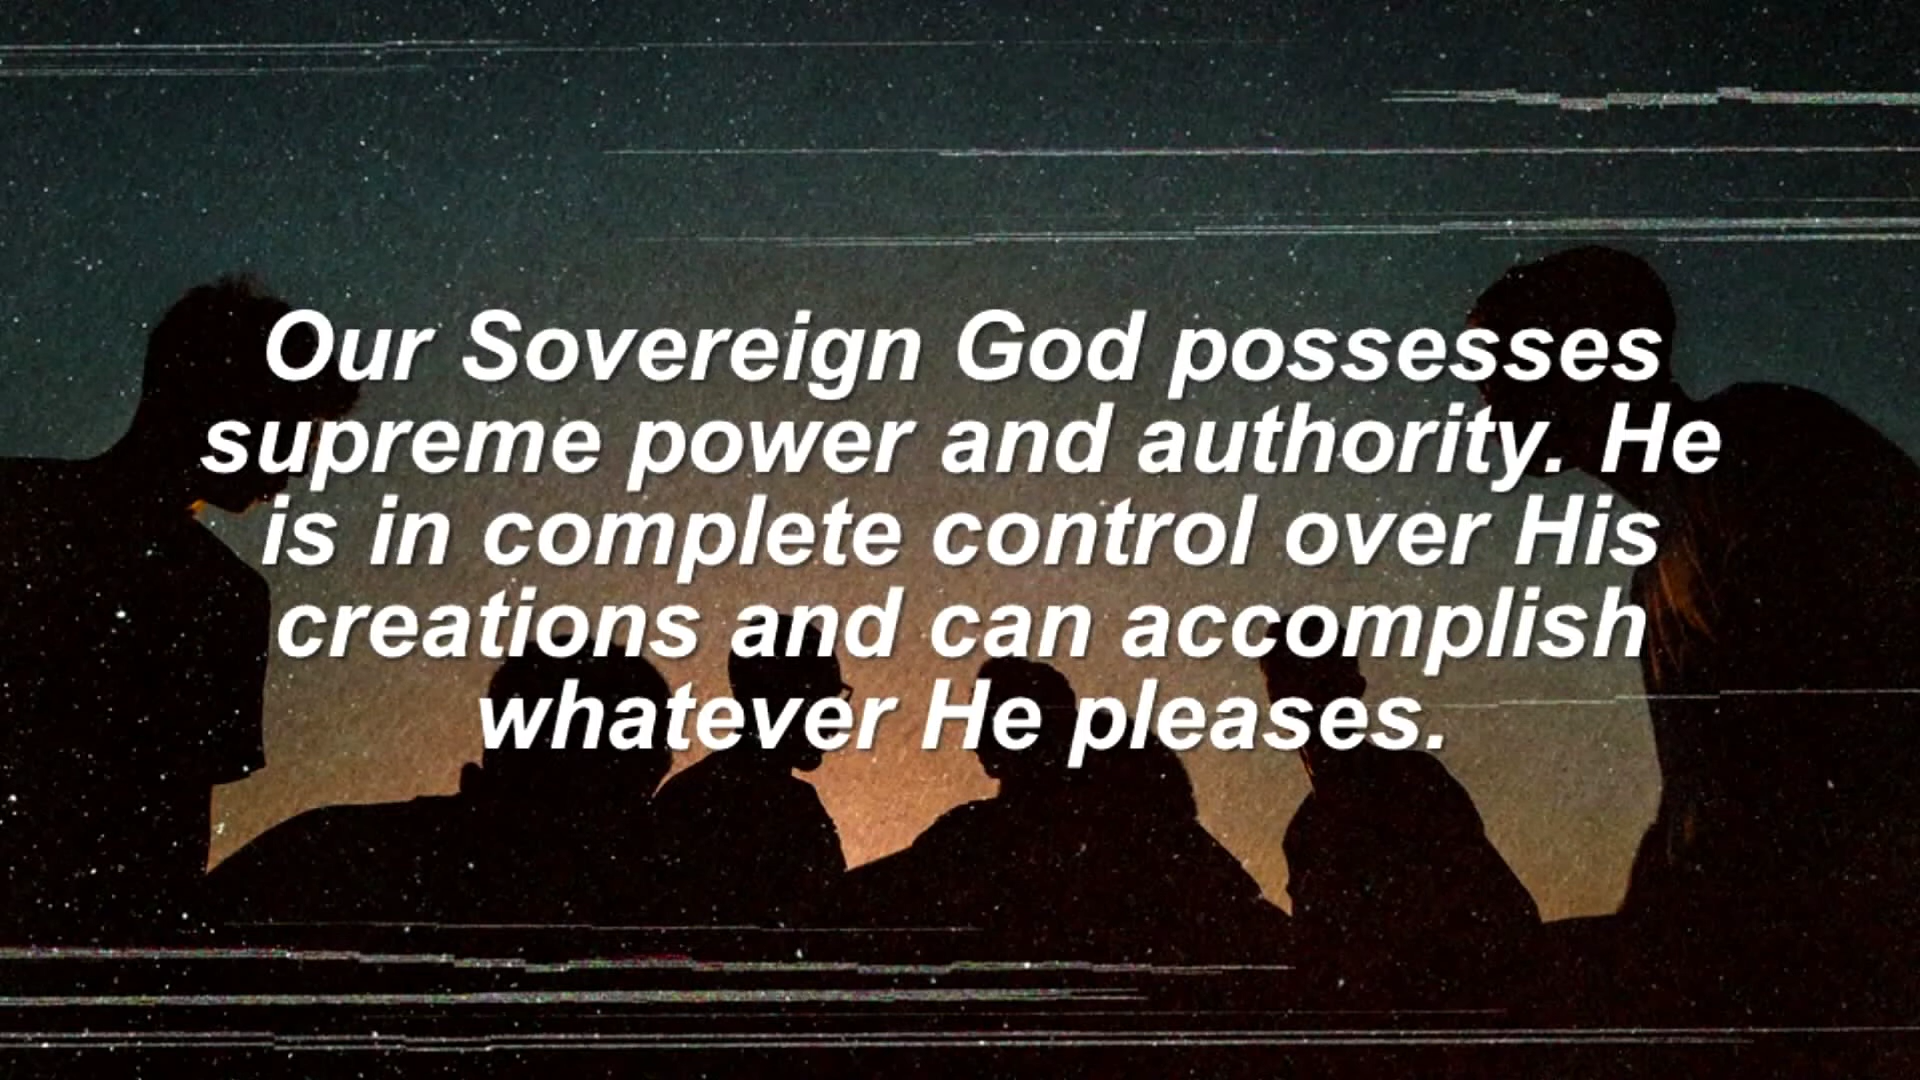 Our Sovereign God possesses
supreme power and authority. He
is in complete control over His
creations and can accomplish
whatever He pleases.